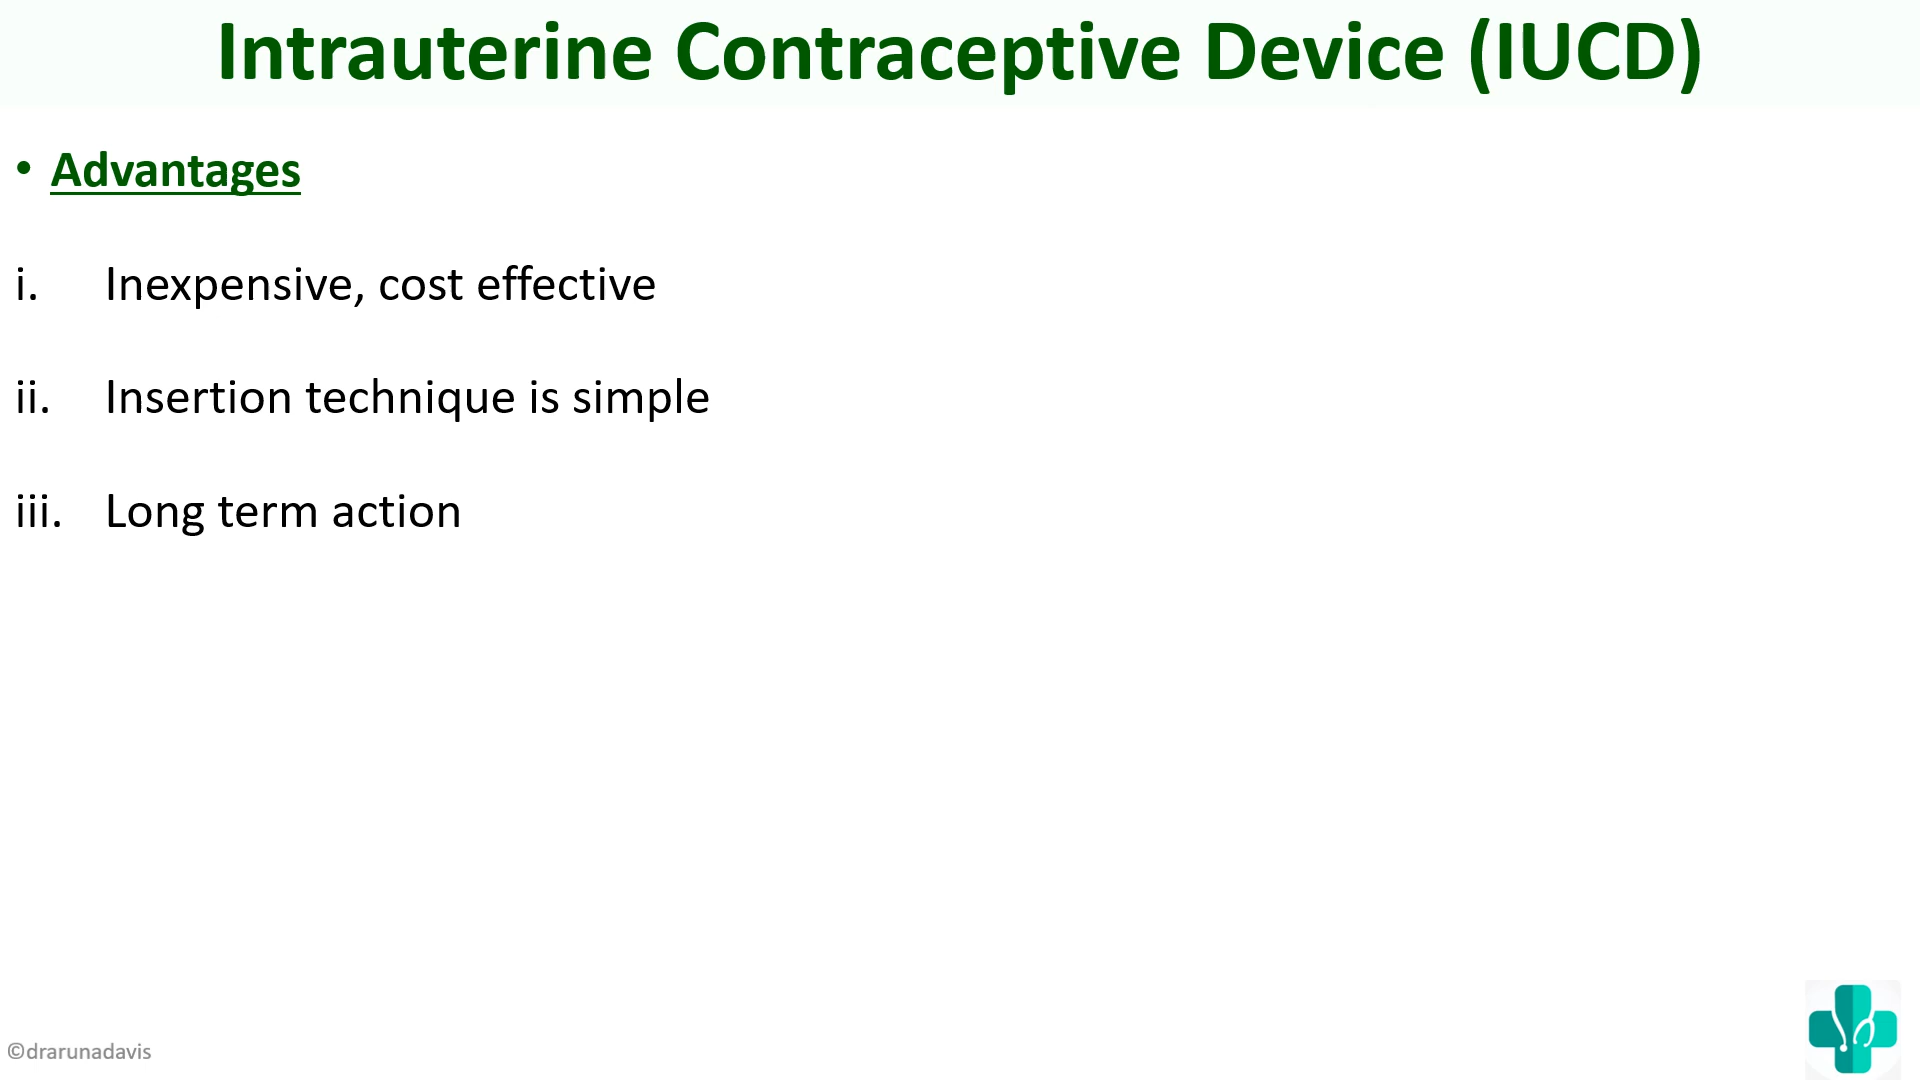 Intrauterine Contraceptive Device (IUCD)
• Advantages
i. Inexpensive, cost effective
ii. Insertion technique is simple
iii. Long term action
©drarunadavis